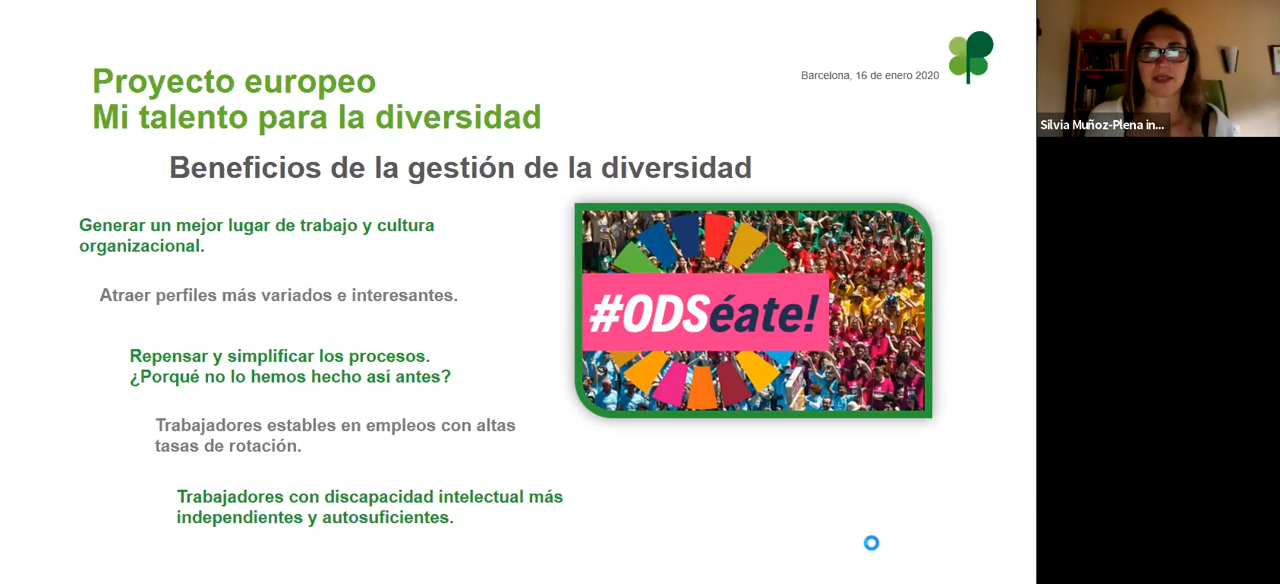 Proyecto europeo
Mi talento para la diversidad
Barcelona, 16 de enero 2020
Beneficios de la gestión de la diversidad
Generar un mejor lugar de trabajo y cultura
organizacional.
Atraer perfiles más variados e interesantes.
Repensar y simplificar los procesos.
¿Porqué no lo hemos hecho así antes?
Trabajadores estables en empleos con altas
tasas de rotación.
Trabajadores con discapacidad intelectual más
independientes y autosuficientes.
#ODSéate!
Silvia Muñoz-Plena in...